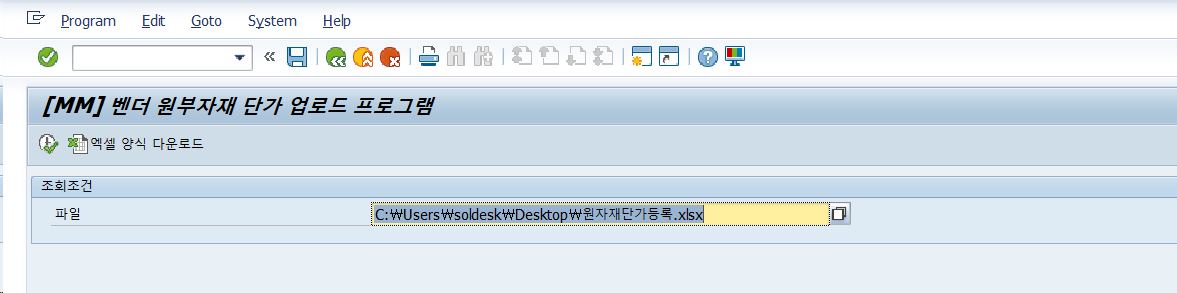 Program Edit Goto System Help
[MM] 벤더 원부자재 단가 업로드 프로그램
엑셀 양식 다운로드
조회조건
파일 C:₩Users₩soldesk₩Desktop₩원자재단가등록.xlsx